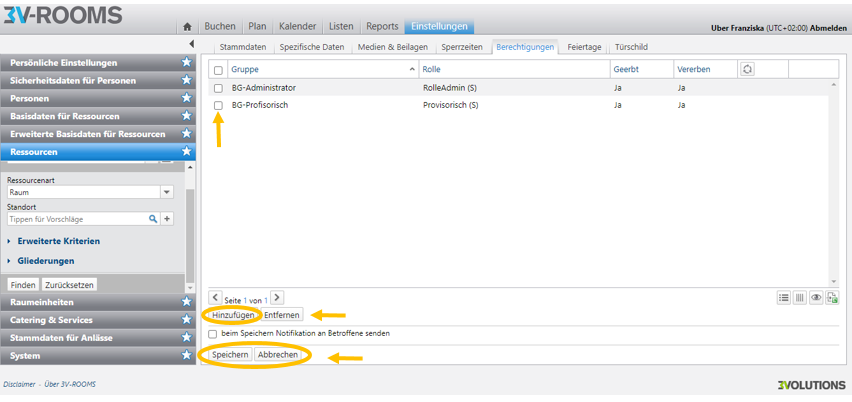 3V-ROOMS
Buchen Plan Kalender Listen Reports Einstellungen
Uber Franziska (UTC+02:00) Abmelden
Stammdaten Spezifische Daten Medien & Beilagen Sperrzeiten Berechtigungen Feiertage Türschild
Persönliche Einstellungen
Sicherheitsdaten für Personen
Personen
Basisdaten für Ressourcen
Erweiterte Basisdaten für Ressourcen
Ressourcen
Ressourcenart
Raum
Standort
Tippen für Vorschläge
Erweiterte Kriterien
Gliederungen
Finden Zurücksetzen
Raumeinheiten
Catering & Services
Stammdaten für Anlässe
System
Gruppe Rolle Geerbt Vererben
BG-Administrator RolleAdmin (S) Ja Ja
BG-Profisorisch Provisorisch (S) Ja Ja
Seite 1 von 1
Hinzufügen Entfernen
beim Speichern Notifikation an Betroffene senden
Speichern Abbrechen
Disclaimer - Über 3V-ROOMS
3VOLUTIONS